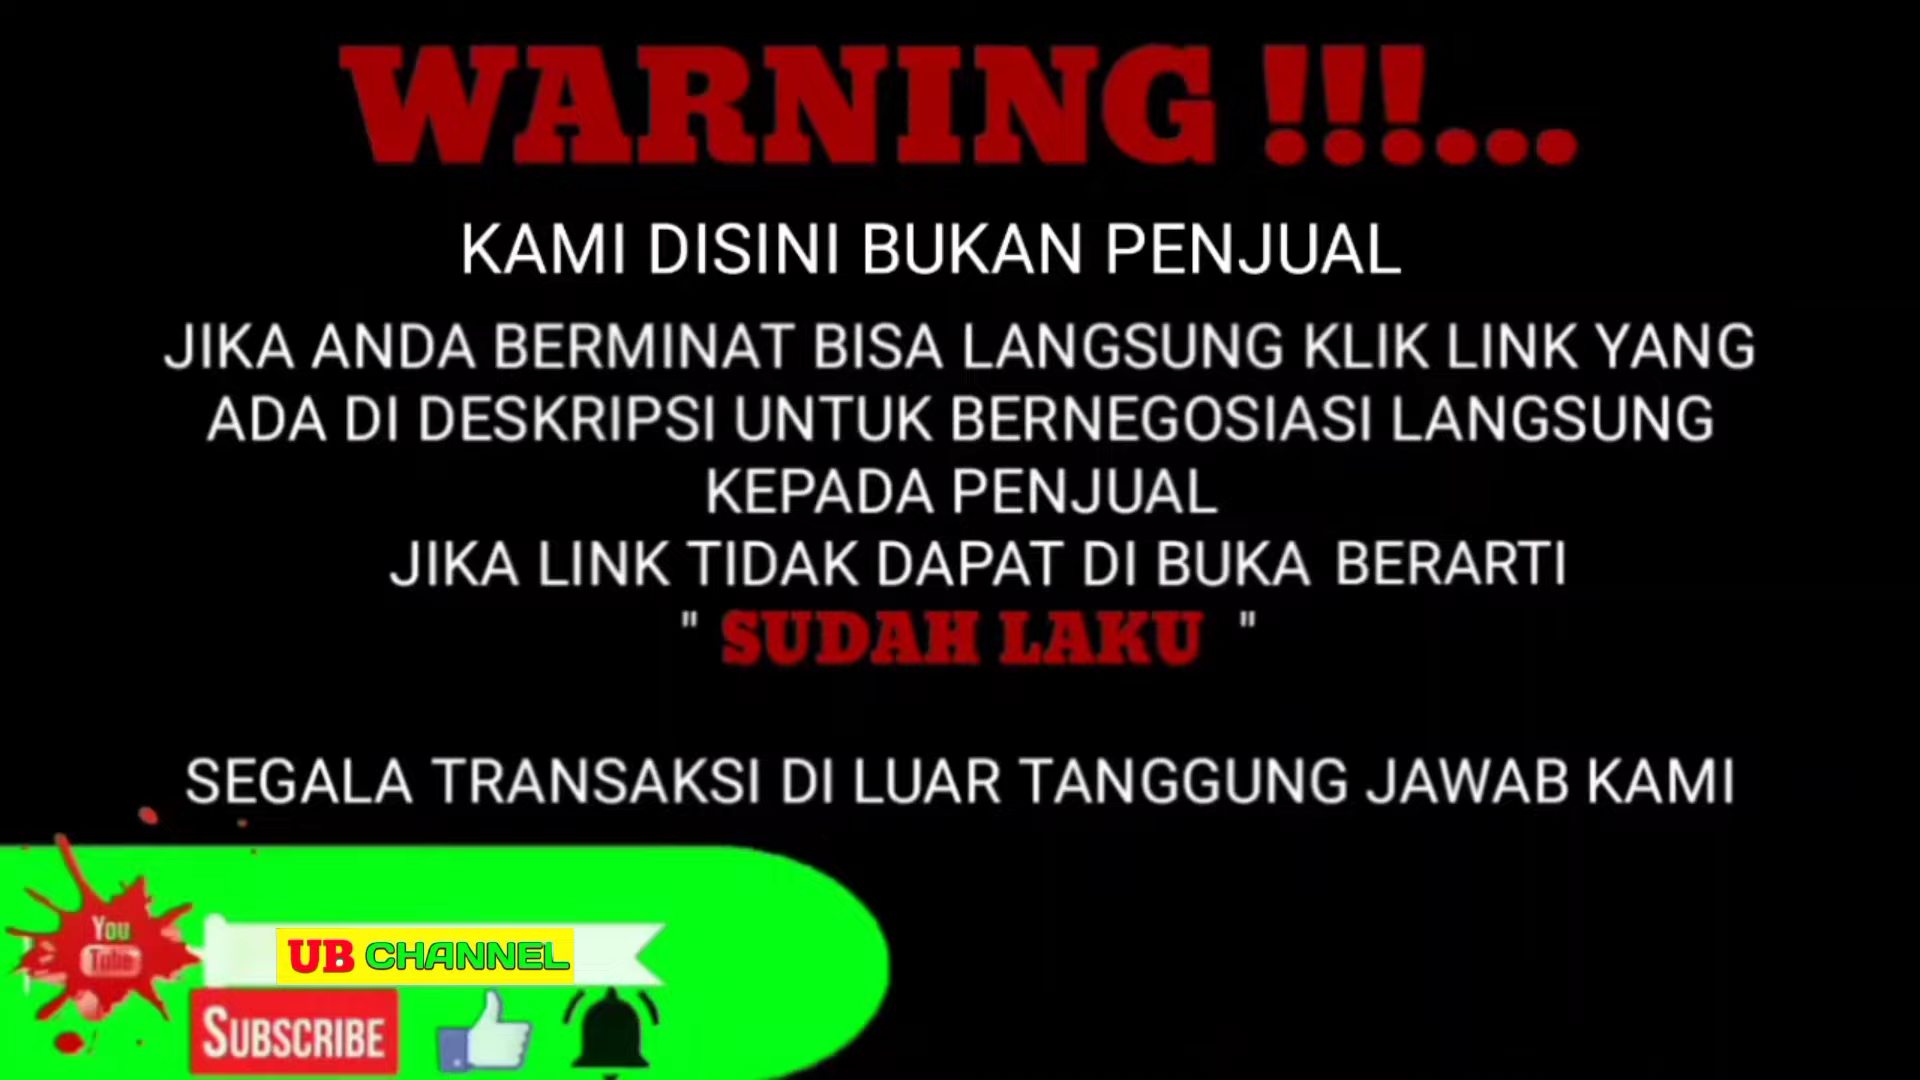 WARNING !!!...
KAMI DISINI BUKAN PENJUAL
JIKA ANDA BERMINAT BISA LANGSUNG KLIK LINK YANG
ADA DI DESKRIPSI UNTUK BERNEGOSIASI LANGSUNG
KEPADA PENJUAL
JIKA LINK TIDAK DAPAT DI BUKA BERARTI
" SUDAH LAKU "
SEGALA TRANSAKSI DI LUAR TANGGUNG JAWAB KAMI
You
Tube
UB CHANNEL
SUBSCRIBE